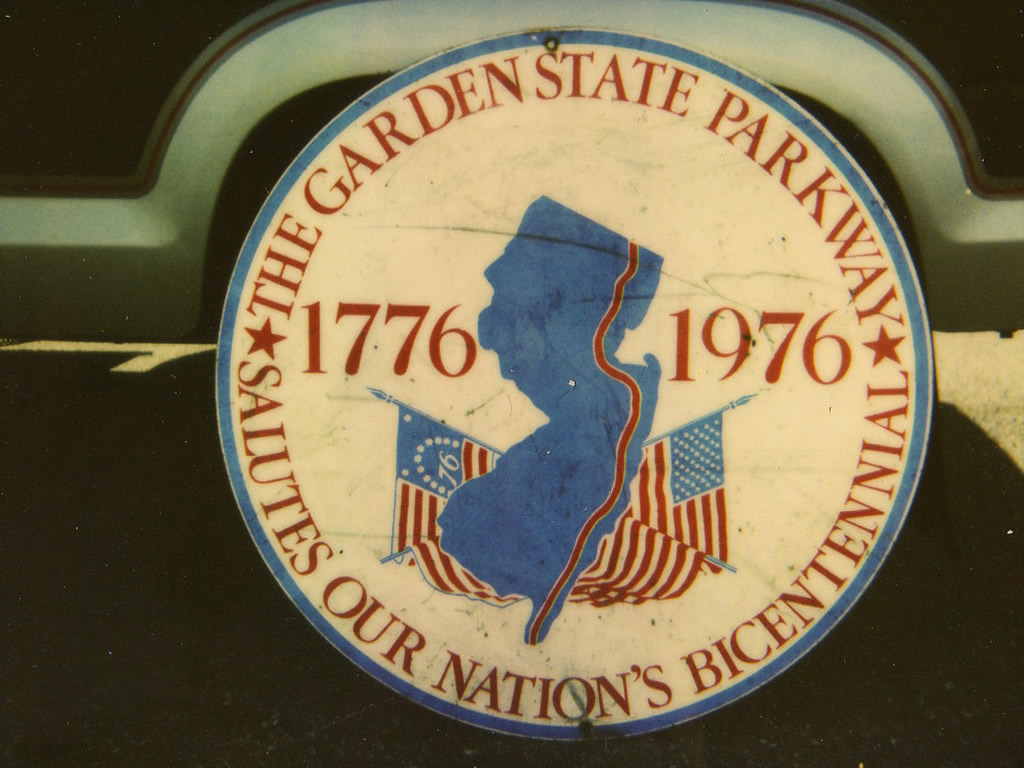 ★ THE GARDEN STATE PARKWAY ★
1776 1976
76
SALUTES OUR NATION'S BICENTENNIAL